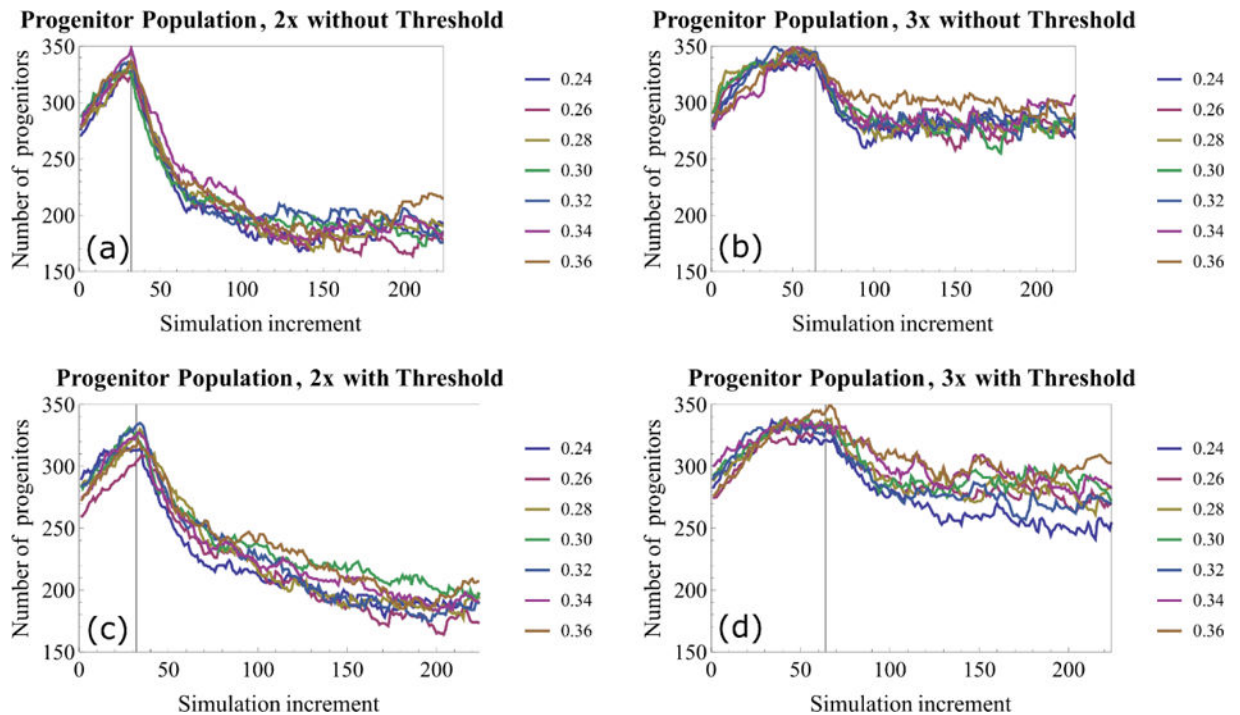 Progenitor Population, 2x without Threshold
Number of progenitors
350
300
250
200
150
(a)
0 50 100 150 200
Simulation increment
0.24
0.26
0.28
0.30
0.32
0.34
0.36
Progenitor Population, 3x without Threshold
Number of progenitors
350
300
250
200
150
(b)
0 50 100 150 200
Simulation increment
0.24
0.26
0.28
0.30
0.32
0.34
0.36
Progenitor Population, 2x with Threshold
Number of progenitors
350
300
250
200
150
(c)
0 50 100 150 200
Simulation increment
0.24
0.26
0.28
0.30
0.32
0.34
0.36
Progenitor Population, 3x with Threshold
Number of progenitors
350
300
250
200
150
(d)
0 50 100 150 200
Simulation increment
0.24
0.26
0.28
0.30
0.32
0.34
0.36